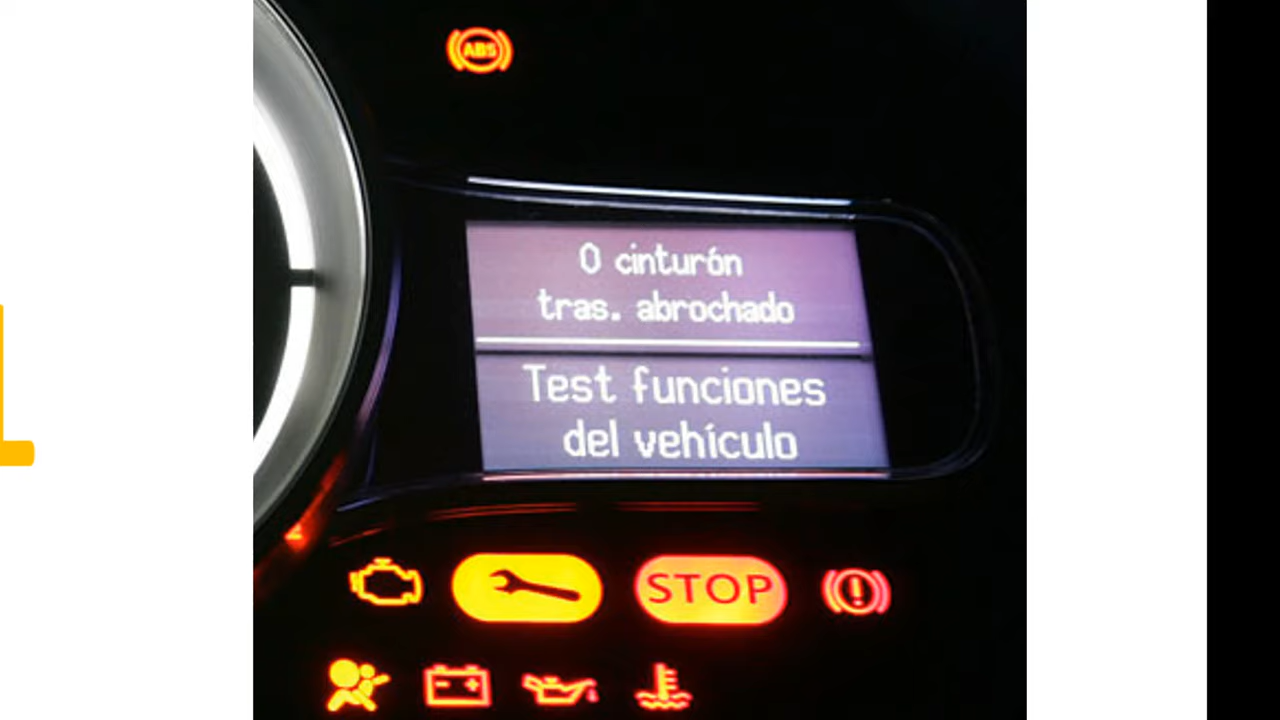 ABS
0 cinturón
tras. abrochado
Test funciones
del vehículo
STOP